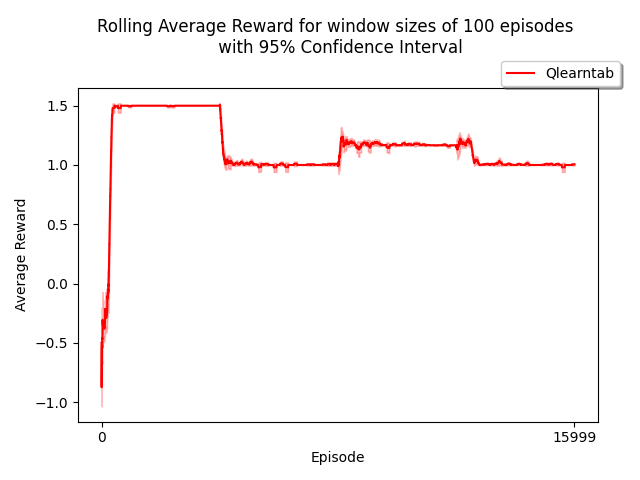 Rolling Average Reward for window sizes of 100 episodes
with 95% Confidence Interval
Qlearntab
1.5
1.0
0.5
0.0
−0.5
−1.0
Average Reward
0
15999
Episode